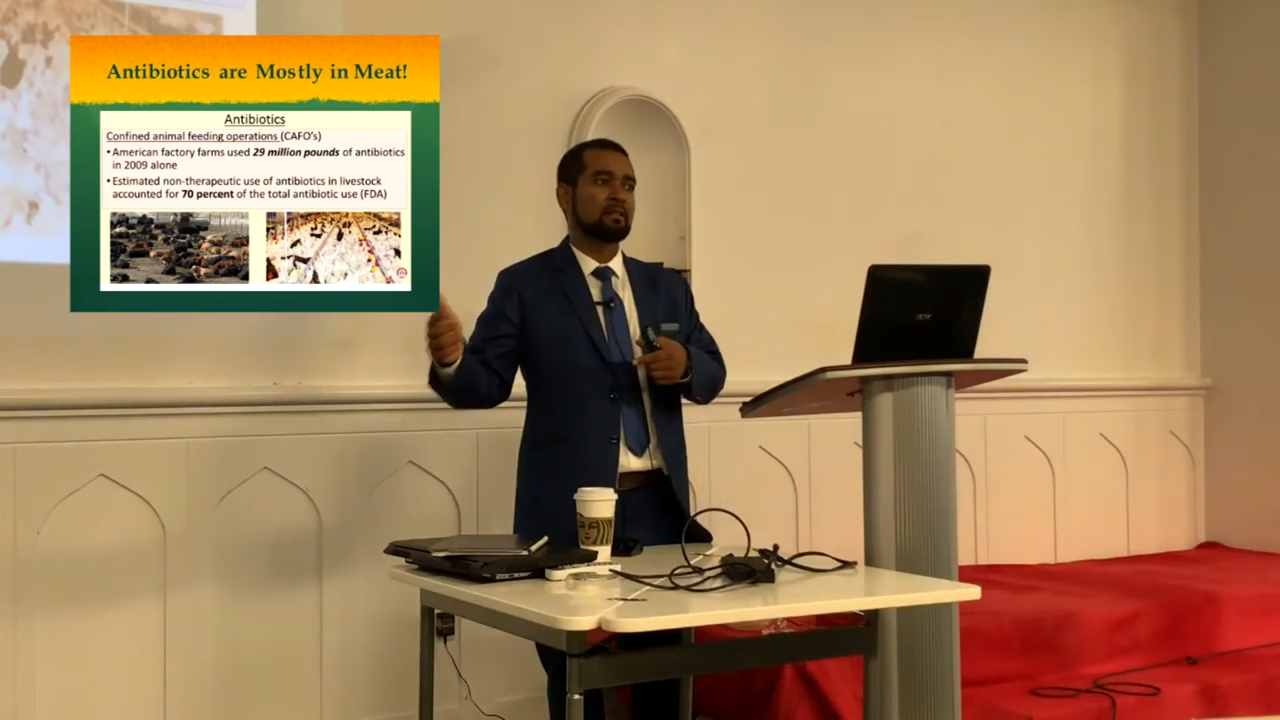 Antibiotics are Mostly in Meat!
Antibiotics
Confined animal feeding operations (CAFO's)
•American factory farms used 29 million pounds of antibiotics
in 2009 alone
•Estimated non-therapeutic use of antibiotics in livestock
accounted for 70 percent of the total antibiotic use (FDA)
acer